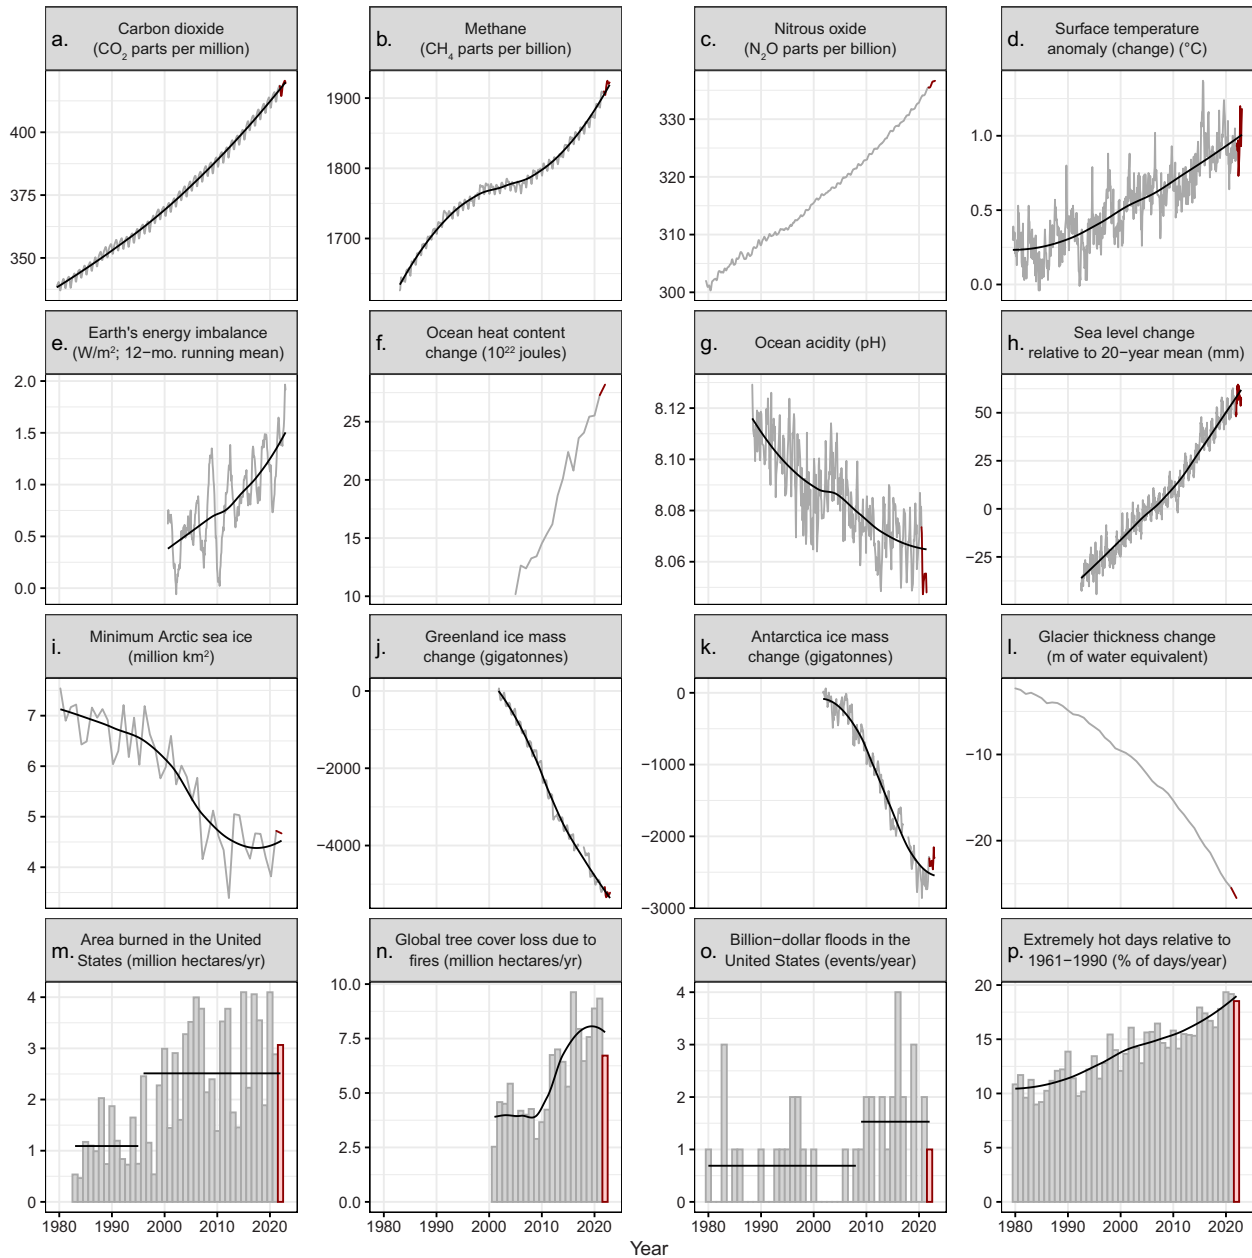 a. Carbon dioxide
(CO₂ parts per million)
400
375
350
b. Methane
(CH₄ parts per billion)
1900
1800
1700
c. Nitrous oxide
(N₂O parts per billion)
330
320
310
300
d. Surface temperature
anomaly (change) (°C)
1.0
0.5
0.0
e. Earth's energy imbalance
(W/m²; 12−mo. running mean)
2.0
1.5
1.0
0.5
0.0
f. Ocean heat content
change (10²² joules)
25
20
15
10
g. Ocean acidity (pH)
8.12
8.10
8.08
8.06
h. Sea level change
relative to 20−year mean (mm)
50
25
0
−25
i. Minimum Arctic sea ice
(million km²)
7
6
5
4
j. Greenland ice mass
change (gigatonnes)
0
−2000
−4000
k. Antarctica ice mass
change (gigatonnes)
0
−1000
−2000
−3000
l. Glacier thickness change
(m of water equivalent)
−10
−20
m. Area burned in the United
States (million hectares/yr)
4
3
2
1
0
1980 1990 2000 2010 2020
n. Global tree cover loss due to
fires (million hectares/yr)
10.0
7.5
5.0
2.5
0.0
1980 1990 2000 2010 2020
o. Billion−dollar floods in the
United States (events/year)
4
3
2
1
0
1980 1990 2000 2010 2020
p. Extremely hot days relative to
1961−1990 (% of days/year)
20
15
10
5
0
1980 1990 2000 2010 2020
Year